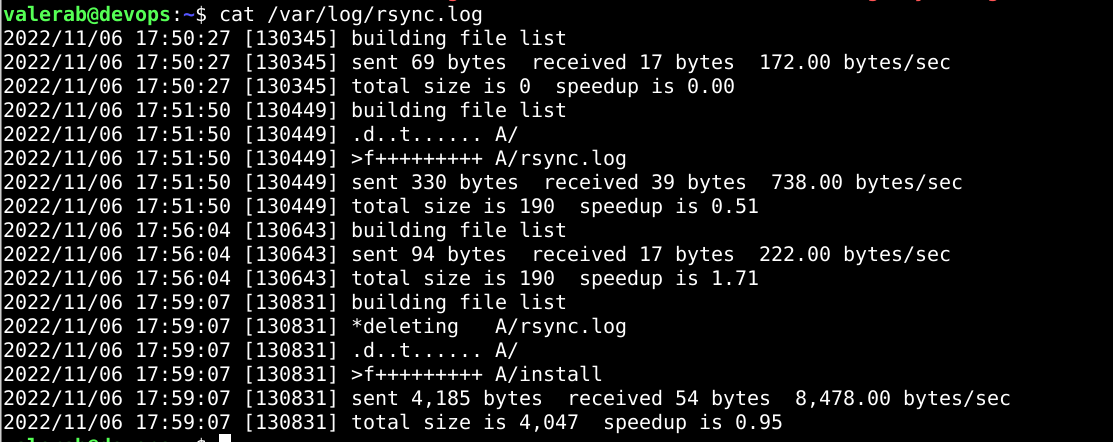 valerab@devops:~$ cat /var/log/rsync.log
2022/11/06 17:50:27 [130345] building file list
2022/11/06 17:50:27 [130345] sent 69 bytes  received 17 bytes  172.00 bytes/sec
2022/11/06 17:50:27 [130345] total size is 0  speedup is 0.00
2022/11/06 17:51:50 [130449] building file list
2022/11/06 17:51:50 [130449] .d..t...... A/
2022/11/06 17:51:50 [130449] >f+++++++++ A/rsync.log
2022/11/06 17:51:50 [130449] sent 330 bytes  received 39 bytes  738.00 bytes/sec
2022/11/06 17:51:50 [130449] total size is 190  speedup is 0.51
2022/11/06 17:56:04 [130643] building file list
2022/11/06 17:56:04 [130643] sent 94 bytes  received 17 bytes  222.00 bytes/sec
2022/11/06 17:56:04 [130643] total size is 190  speedup is 1.71
2022/11/06 17:59:07 [130831] building file list
2022/11/06 17:59:07 [130831] *deleting   A/rsync.log
2022/11/06 17:59:07 [130831] .d..t...... A/
2022/11/06 17:59:07 [130831] >f+++++++++ A/install
2022/11/06 17:59:07 [130831] sent 4,185 bytes  received 54 bytes  8,478.00 bytes/sec
2022/11/06 17:59:07 [130831] total size is 4,047  speedup is 0.95
valerab@devops:~$